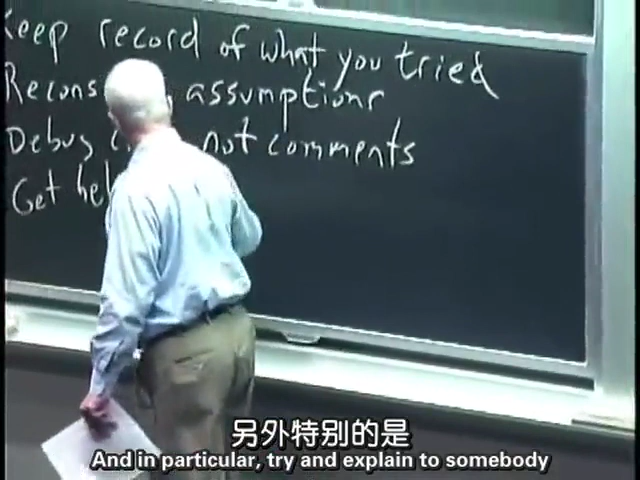 Keep record of what you tried
Recons assumptions
Debug not comments
Get hel
另外特别的是
And in particular, try and explain to somebody